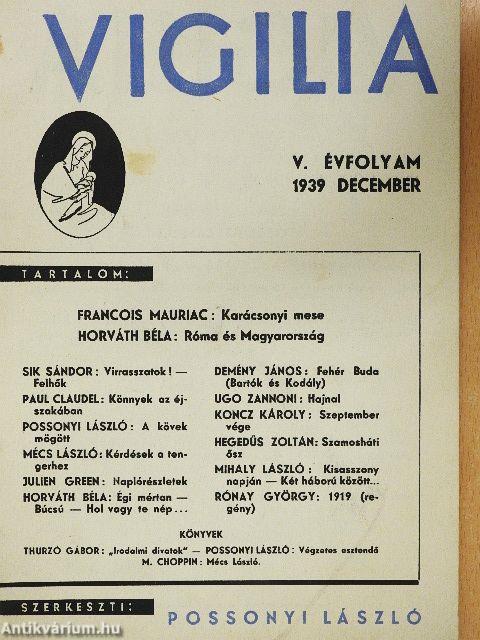 VIGILIA
V. ÉVFOLYAM
1939 DECEMBER
TARTALOM:
FRANCOIS MAURIAC: Karácsonyi mese
HORVÁTH BÉLA: Róma és Magyarország
SIK SÁNDOR: Virrasszatok! —
Felhők
PAUL CLAUDEL: Könnyek az éj-
szakában
POSSONYI LÁSZLÓ: A kövek
mögött
MÉCS LÁSZLÓ: Kérdések a ten-
gerhez
JULIEN GREEN: Naplórészletek
HORVÁTH BÉLA: Égi mértan —
Búcsú — Hol vagy te nép...
DEMÉNY JÁNOS: Fehér Buda
(Bartók és Kodály)
UGO ZANNONI: Hajnal
KONCZ KÁROLY: Szeptember
vége
HEGEDŰS ZOLTÁN: Szamosháti
ősz
MIHALY LÁSZLÓ: Kisasszony
napján — Két háború között...
RÓNAY GYÖRGY: 1919 (re-
gény)
KÖNYVEK
THURZÓ GÁBOR: „Irodalmi divatok" — POSSONYI LÁSZLÓ: Végzetes esztendő
M. CHOPPIN: Mécs László.
SZERKESZTI: POSSONYI LÁSZLÓ
Antikvárium.hu